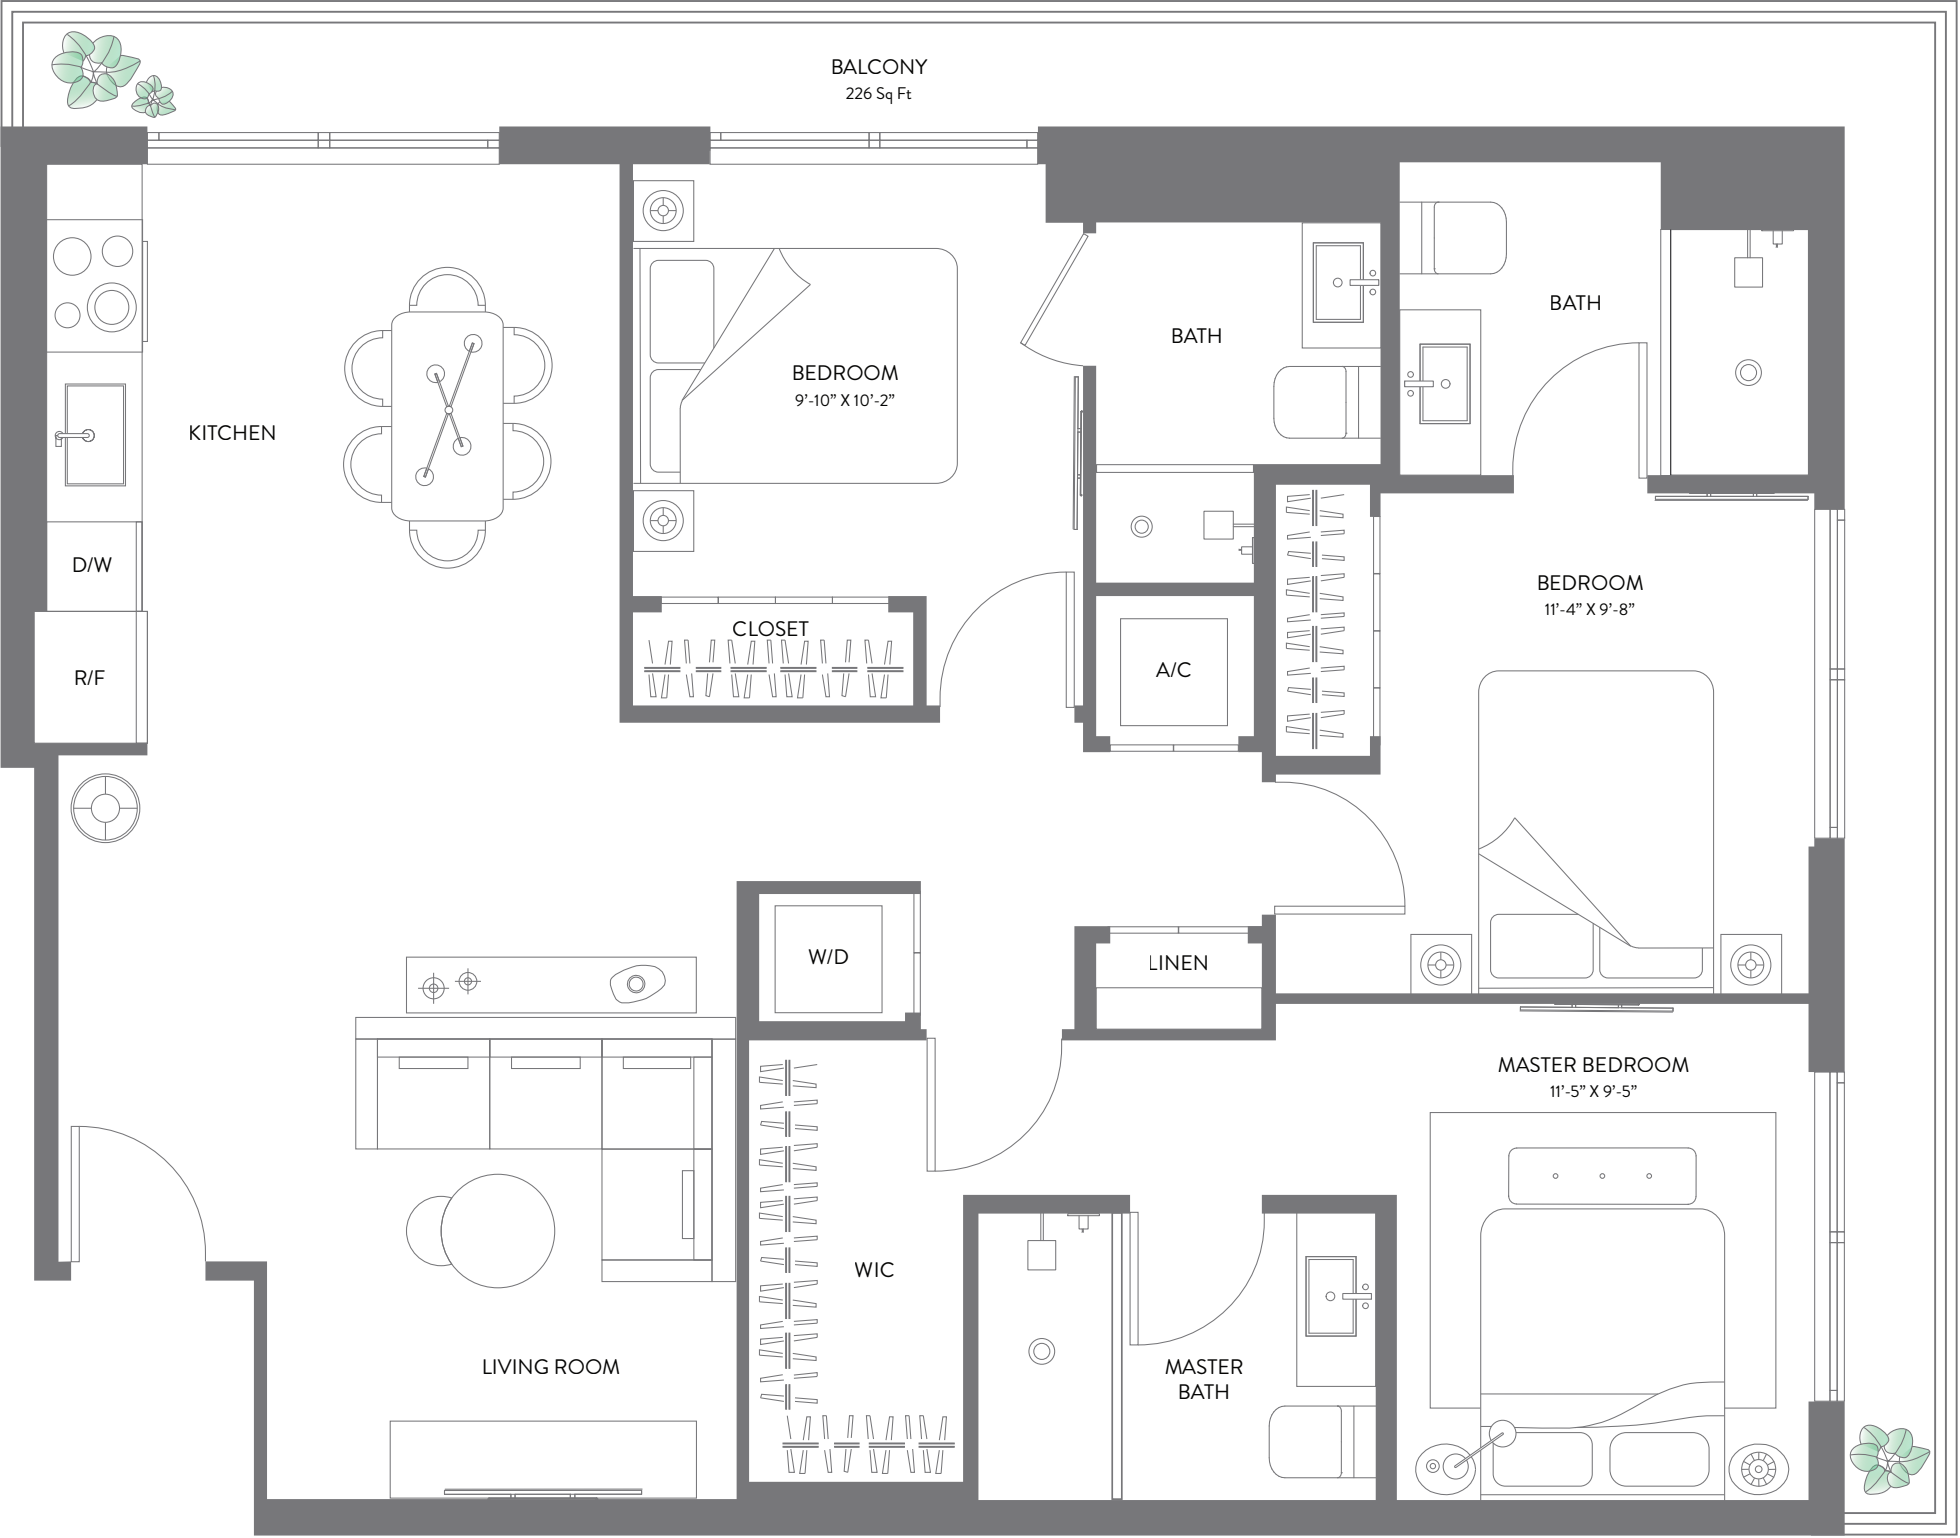 BALCONY
226 Sq Ft
BATH
BATH
BEDROOM
9’-10” X 10’-2”
KITCHEN
D/W
BEDROOM
11’-4” X 9’-8”
CLOSET
A/C
R/F
W/D
LINEN
MASTER BEDROOM
11’-5” X 9’-5”
WIC
LIVING ROOM
MASTER
BATH